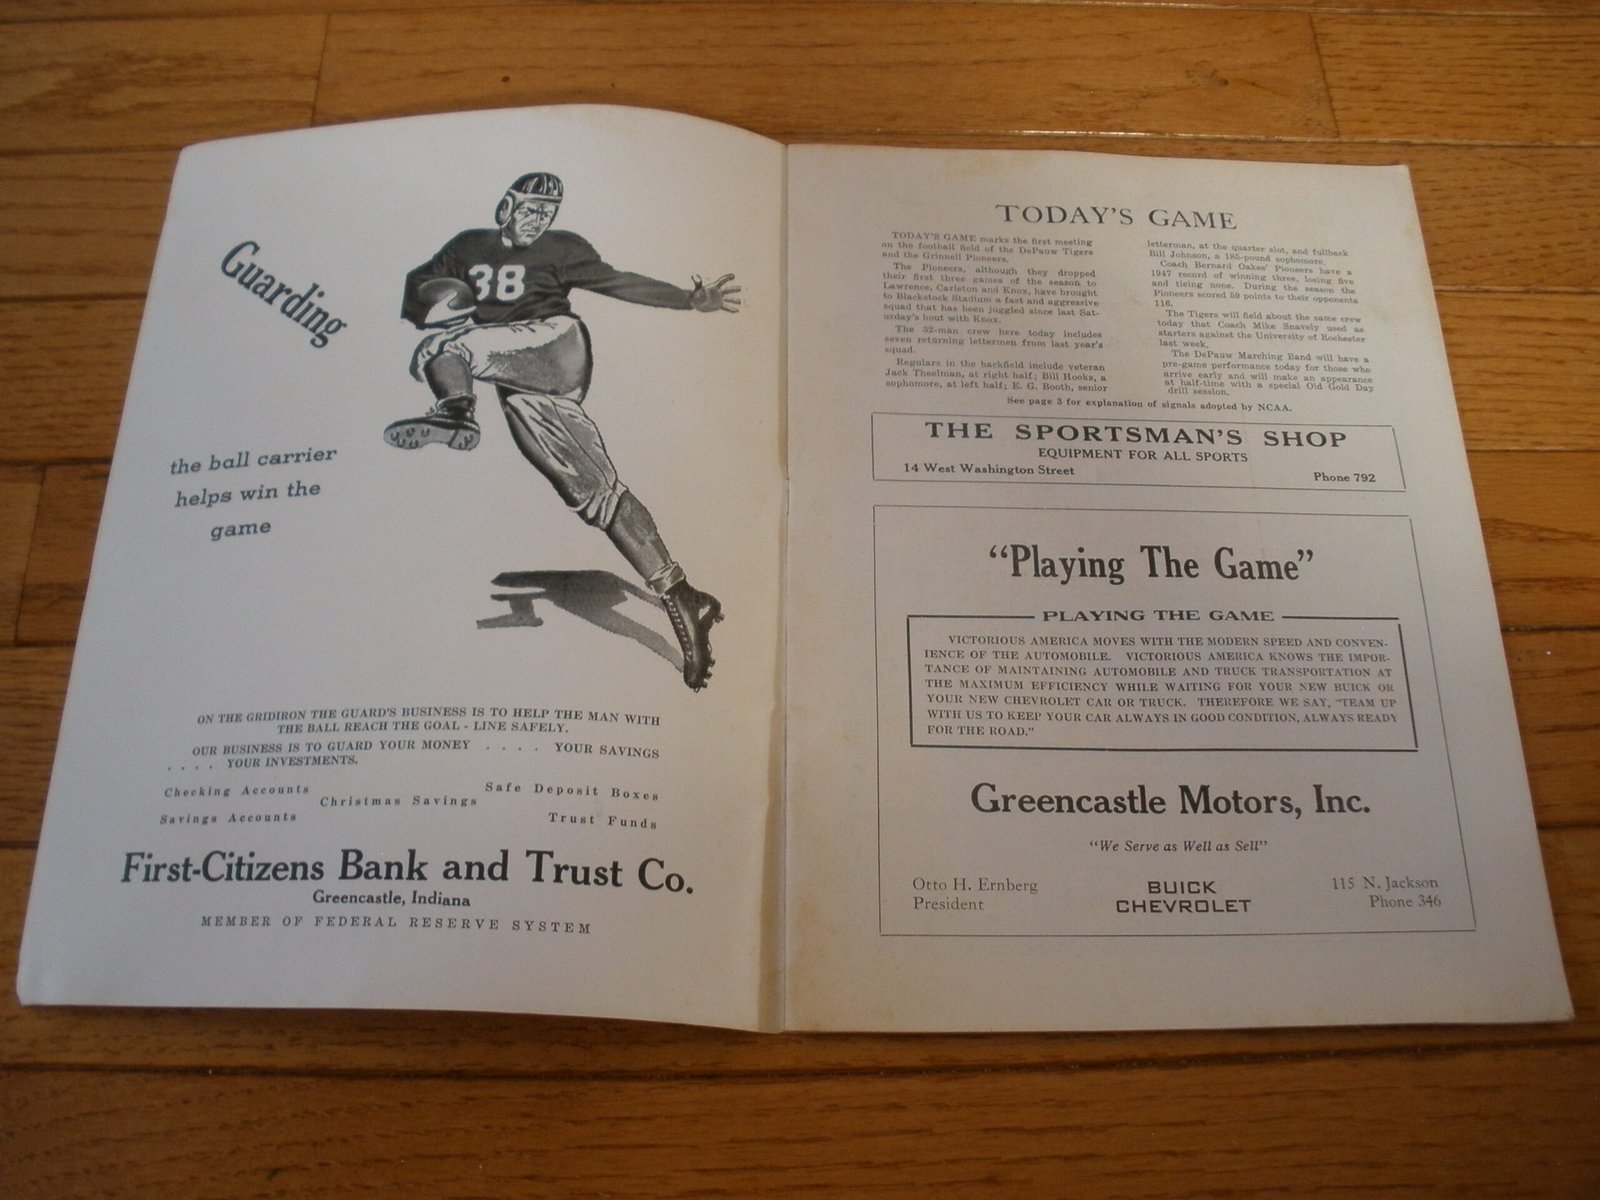 Guarding
38
the ball carrier
helps win the
game
ON THE GRIDIRON THE GUARD'S BUSINESS IS TO HELP THE MAN WITH
THE BALL REACH THE GOAL - LINE SAFELY.
OUR BUSINESS IS TO GUARD YOUR MONEY . . . . YOUR SAVINGS
. . . . YOUR INVESTMENTS.
Checking Accounts
Christmas Savings
Safe Deposit Boxes
Savings Accounts
Trust Funds
First-Citizens Bank and Trust Co.
Greencastle, Indiana
MEMBER OF FEDERAL RESERVE SYSTEM
TODAY'S GAME
TODAY'S GAME marks the first meeting
on the football field of the DePauw Tigers
and the Grinnell Pioneers.
The Pioneers, although they dropped
their first three games of the season to
Lawrence, Carleton and Knox, have brought
to Blackstock Stadium a fast and aggressive
squad that has been juggled since last Sat-
urday's bout with Knox.
The 32-man crew here today includes
seven returning lettermen from last year's
squad.
Regulars in the backfield include veteran
Jack Theelman, at right half; Bill Hooks, a
sophomore, at left half; E. G. Booth, senior
letterman, at the quarter slot, and fullback
Bill Johnson, a 185-pound sophomore.
Coach Bernard Oakes' Pioneers have a
1947 record of winning three, losing five
and tieing none. During the season the
Pioneers scored 59 points to their opponents
116.
The Tigers will field about the same crew
today that Coach Mike Snavely used as
starters against the University of Rochester
last week.
The DePauw Marching Band will have a
pre-game performance today for those who
arrive early and will make an appearance
at half-time with a special Old Gold Day
drill session.
See page 3 for explanation of signals adopted by NCAA.
THE SPORTSMAN'S SHOP
EQUIPMENT FOR ALL SPORTS
14 West Washington Street
Phone 792
"Playing The Game"
PLAYING THE GAME
VICTORIOUS AMERICA MOVES WITH THE MODERN SPEED AND CONVEN-
IENCE OF THE AUTOMOBILE. VICTORIOUS AMERICA KNOWS THE IMPOR-
TANCE OF MAINTAINING AUTOMOBILE AND TRUCK TRANSPORTATION AT
THE MAXIMUM EFFICIENCY WHILE WAITING FOR YOUR NEW BUICK OR
YOUR NEW CHEVROLET CAR OR TRUCK. THEREFORE WE SAY, "TEAM UP
WITH US TO KEEP YOUR CAR ALWAYS IN GOOD CONDITION, ALWAYS READY
FOR THE ROAD."
Greencastle Motors, Inc.
"We Serve as Well as Sell"
Otto H. Ernberg
President
BUICK
CHEVROLET
115 N. Jackson
Phone 346